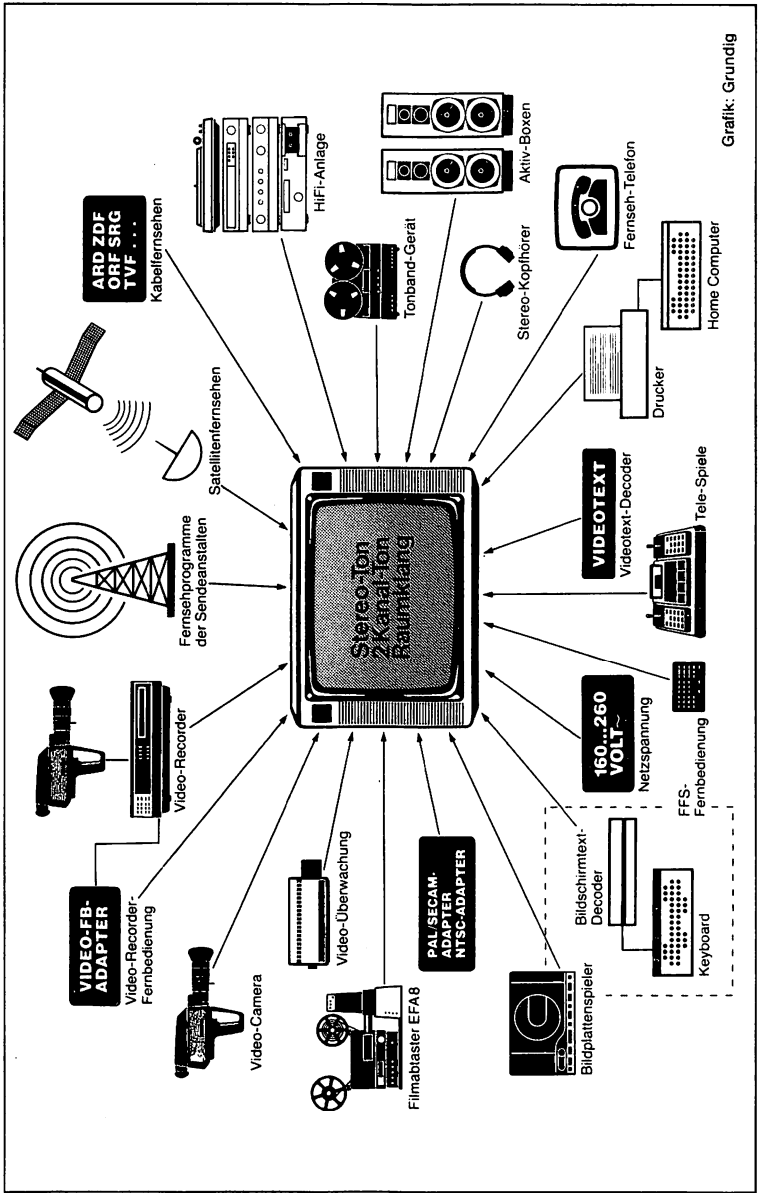 VIDEO-FB-
ADAPTER
Video-Recorder-
Fernbedienung
Video-Recorder
Fernsehprogramme
der Sendeanstalten
Satellitenfernsehen
ARD ZDF
ORF SRG
TVF . . .
Kabelfernsehen
Video-Camera
HiFi-Anlage
Video-Überwachung
Tonband-Gerät
Filmabtaster EFA8
Stereo-Ton
2 Kanal-Ton
Raumklang
Aktiv-Boxen
PAL/SECAM-
ADAPTER
NTSC-ADAPTER
Stereo-Kopfhörer
Bildplattenspieler
Fernseh-Telefon
Bildschirmtext-
Decoder
Keyboard
160...260
VOLT~
Netzspannung
FFS-
Fernbedienung
VIDEOTEXT
Videotext-Decoder
Tele-Spiele
Drucker
Home Computer
Grafik: Grundig